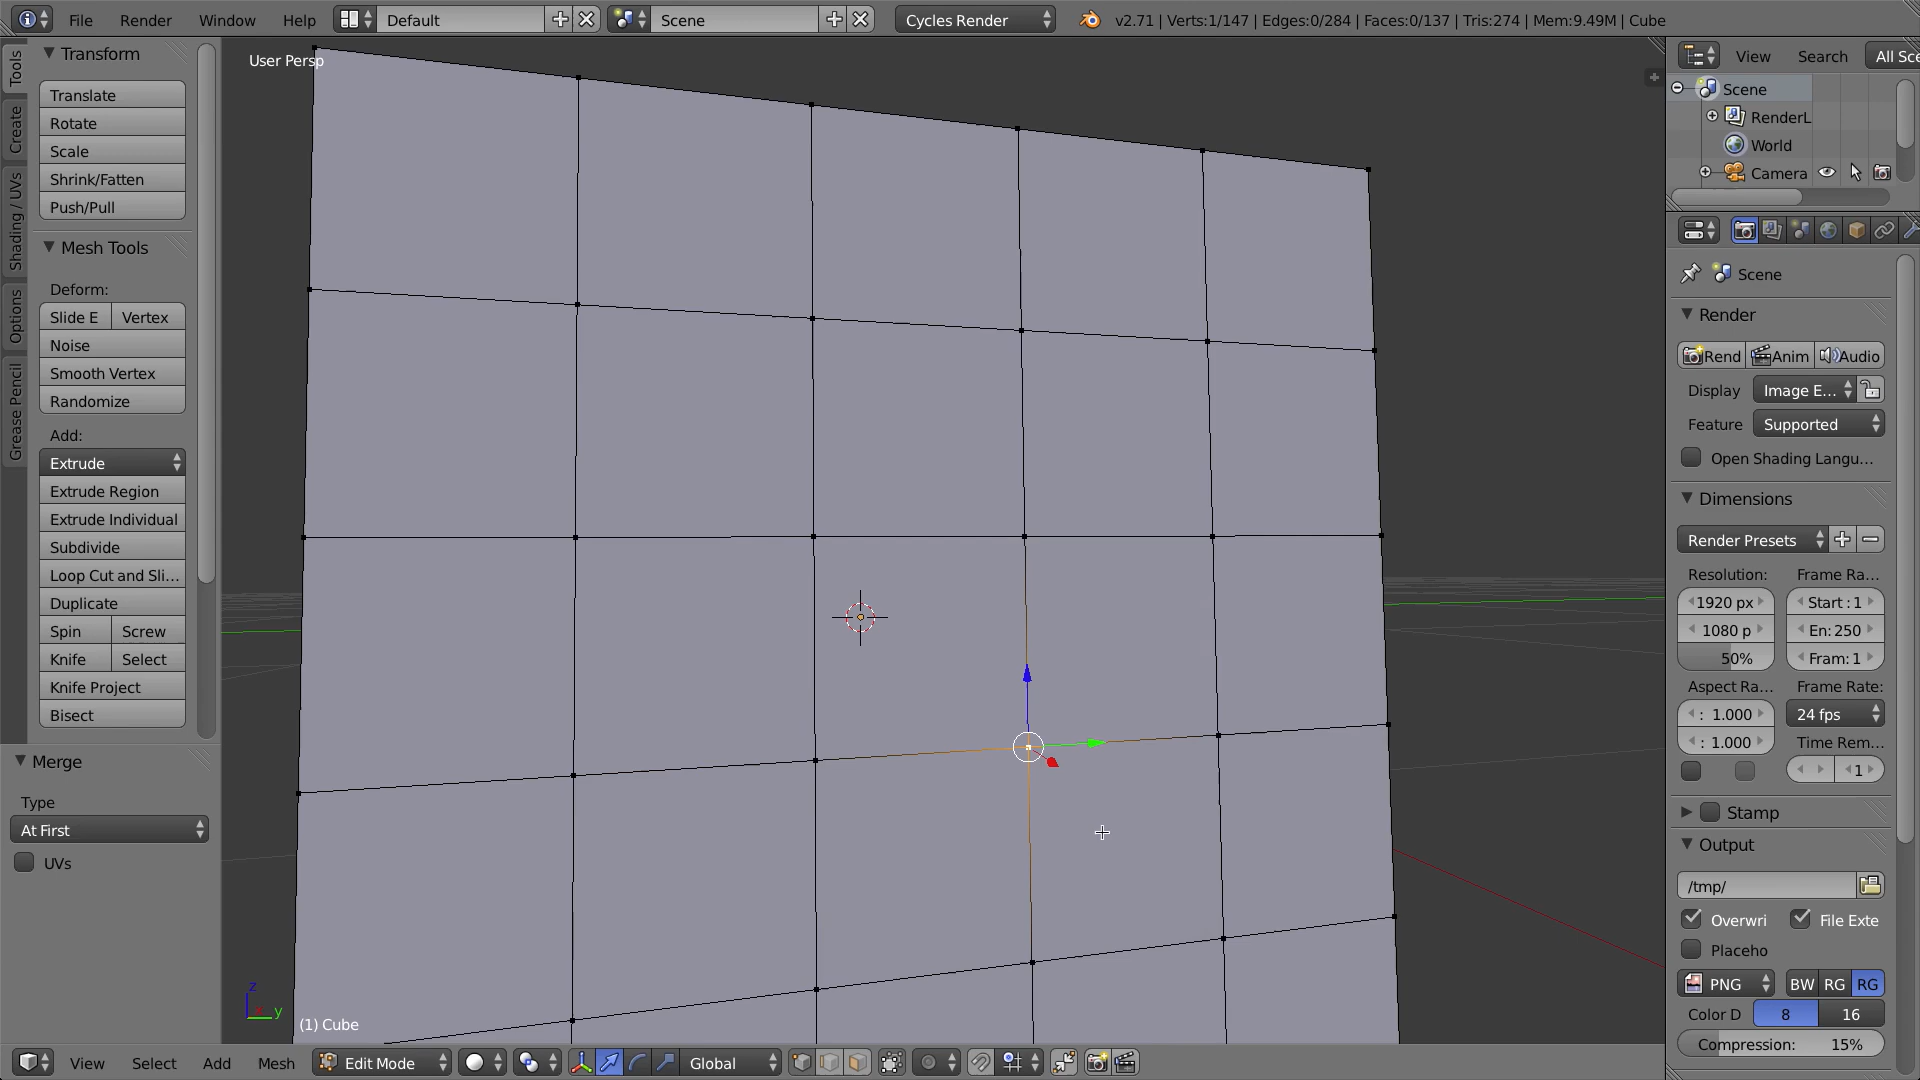 File Render Window Help Default Scene Cycles Render v2.71 | Verts:1/147 | Edges:0/284 | Faces:0/137 | Tris:274 | Mem:9.49M | Cube
Tools
Create
Shading / UVs
Options
Grease Pencil
Transform
Translate
Rotate
Scale
Shrink/Fatten
Push/Pull
Mesh Tools
Deform:
Slide E Vertex
Noise
Smooth Vertex
Randomize
Add:
Extrude
Extrude Region
Extrude Individual
Subdivide
Loop Cut and Sli...
Duplicate
Spin Screw
Knife Select
Knife Project
Bisect
Merge
Type
At First
UVs
User Persp
z
x y
(1) Cube
View Select Add Mesh Edit Mode Global
View Search All Sce
Scene
RenderL
World
Camera
Scene
Render
Rend Anim Audio
Display Image E...
Feature Supported
Open Shading Langu...
Dimensions
Render Presets
Resolution: Frame Ra...
1920 px Start : 1
1080 p En: 250
50% Fram: 1
Aspect Ra... Frame Rate:
: 1.000 24 fps
: 1.000 Time Rem...
1
Stamp
Output
/tmp/
Overwri File Exte
Placeho
PNG BW RG RG
Color D 8 16
Compression: 15%